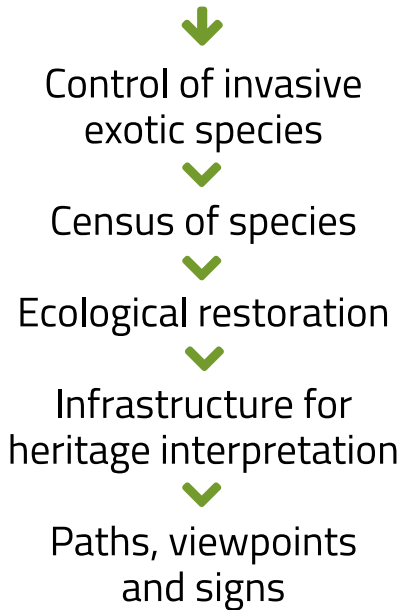 Control of invasive
exotic species
Census of species
Ecological restoration
Infrastructure for
heritage interpretation
Paths, viewpoints
and signs